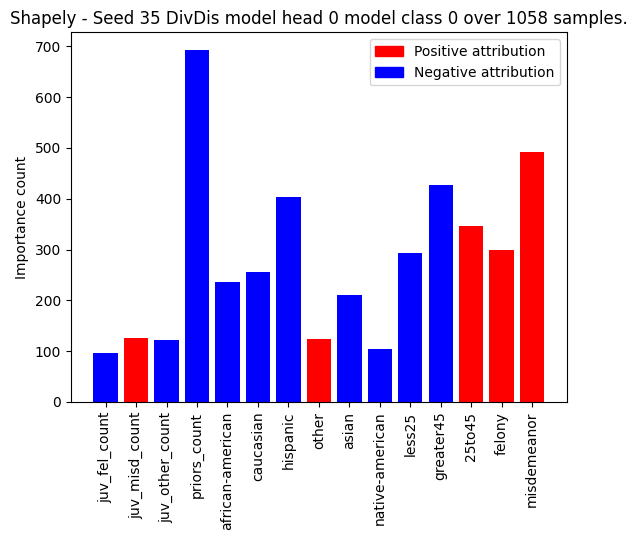 Shapely - Seed 35 DivDis model head 0 model class 0 over 1058 samples.
Positive attribution
Negative attribution
Importance count
700
600
500
400
300
200
100
0
juv_fel_count
juv_misd_count
juv_other_count
priors_count
african-american
caucasian
hispanic
other
asian
native-american
less25
greater45
25to45
felony
misdemeanor